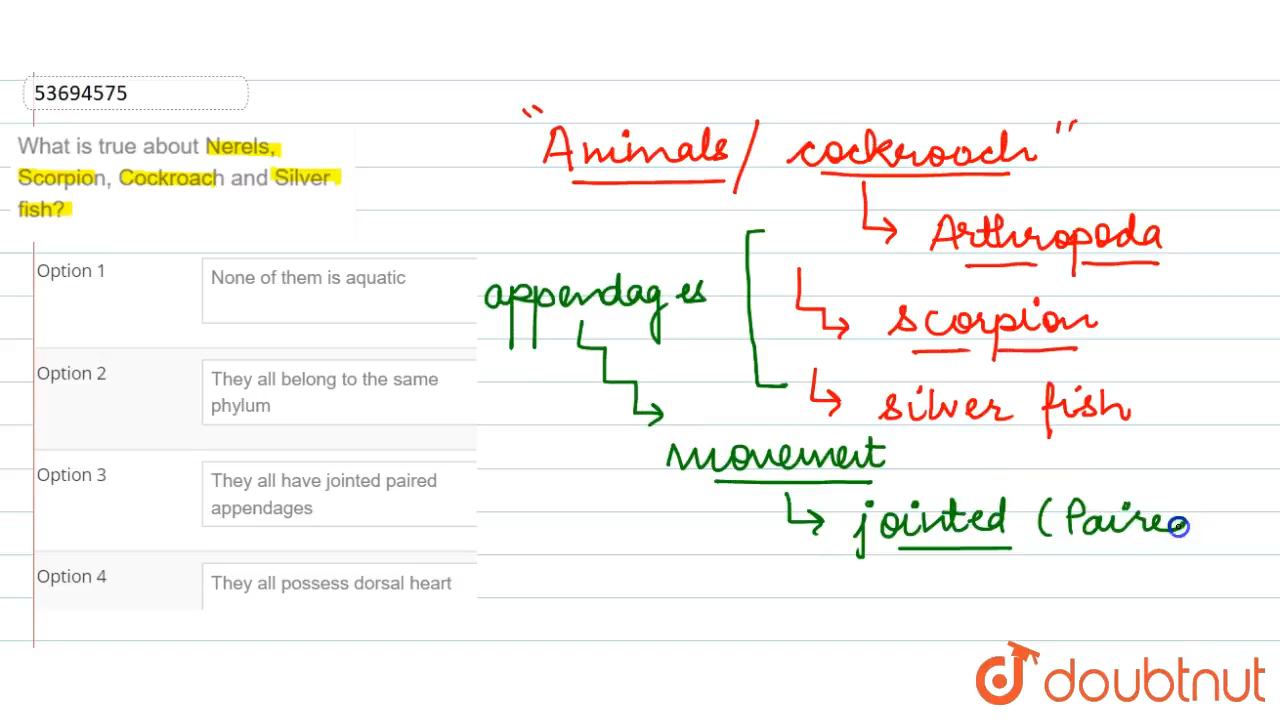 53694575
What is true about Nerels,
Scorpion, Cockroach and Silver
fish?
Option 1
None of them is aquatic
Option 2
They all belong to the same
phylum
Option 3
They all have jointed paired
appendages
Option 4
They all possess dorsal heart
"Animals/ cockroach"
Arthropoda
appendages
scorpion
silver fish
movement
jointed (Paire
doubtnut